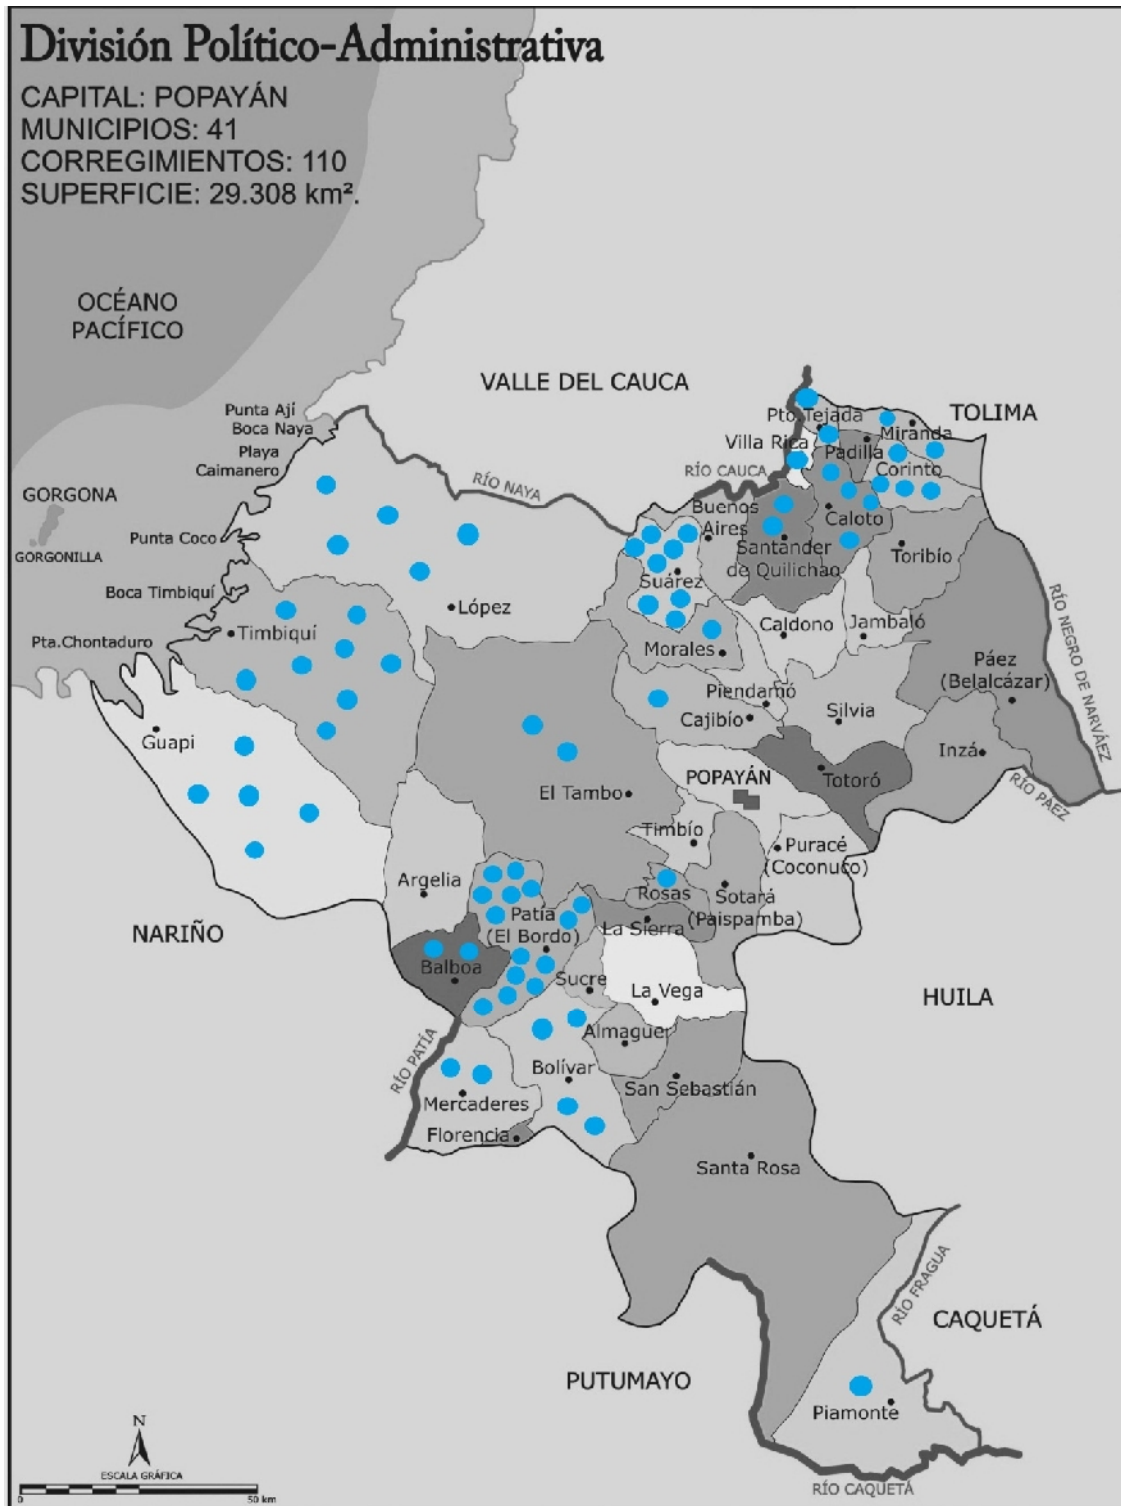 División Político-Administrativa
CAPITAL: POPAYÁN
MUNICIPIOS: 41
CORREGIMIENTOS: 110
SUPERFICIE: 29.308 km².
OCÉANO
PACÍFICO
VALLE DEL CAUCA
TOLIMA
Punta Ají
Boca Naya
Playa
Caimanero
GORGONA
GORGONILLA
Punta Coco
Boca Timbiquí
Pta.Chontaduro
RÍO NAYA
RÍO CAUCA
Pto.Tejada
Miranda
Villa Rica
Padilla
Corinto
Buenos
Aires
Caloto
Santander
de Quilichao
Toribío
Suárez
López
Timbiquí
Caldono
Jambaló
Morales
Páez
(Belalcázar)
RÍO NEGRO DE NARVÁEZ
Piendamó
Cajibío
Silvia
Guapi
Inzá
Totoró
POPAYÁN
El Tambo
RÍO PAEZ
Timbío
Puracé
(Coconuco)
Argelia
Rosas
Sotará
(Paispamba)
Patía
(El Bordo)
La Sierra
NARIÑO
Balboa
Sucre
La Vega
HUILA
Almaguer
RÍO PATÍA
Bolívar
San Sebastián
Mercaderes
Florencia
Santa Rosa
RÍO FRAGUA
CAQUETÁ
PUTUMAYO
Piamonte
RÍO CAQUETÁ
N
ESCALA GRÁFICA
0 50 km